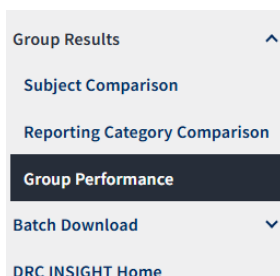 Group Results
Subject Comparison
Reporting Category Comparison
Group Performance
Batch Download
DRC INSIGHT Home